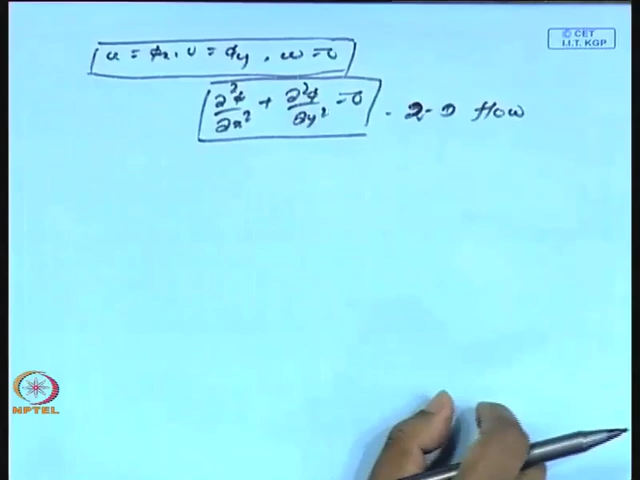 © CET
I.I.T. KGP
u = ϕx, v = ϕy, w = 0
∂²ϕ/∂x² + ∂²ϕ/∂y² = 0 . 2-D flow
NPTEL